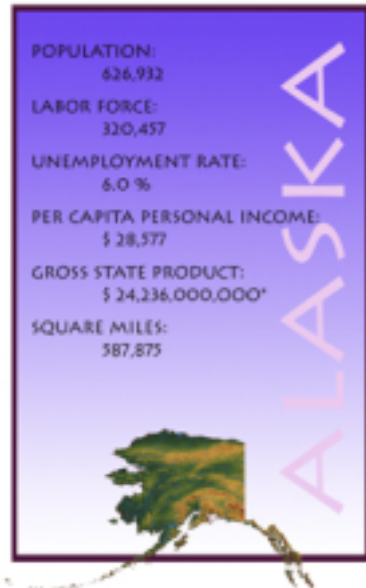 POPULATION:
626,932
LABOR FORCE:
320,457
UNEMPLOYMENT RATE:
6.0 %
PER CAPITA PERSONAL INCOME:
$ 28,577
GROSS STATE PRODUCT:
$ 24,236,000,000*
SQUARE MILES:
587,875
ALASKA